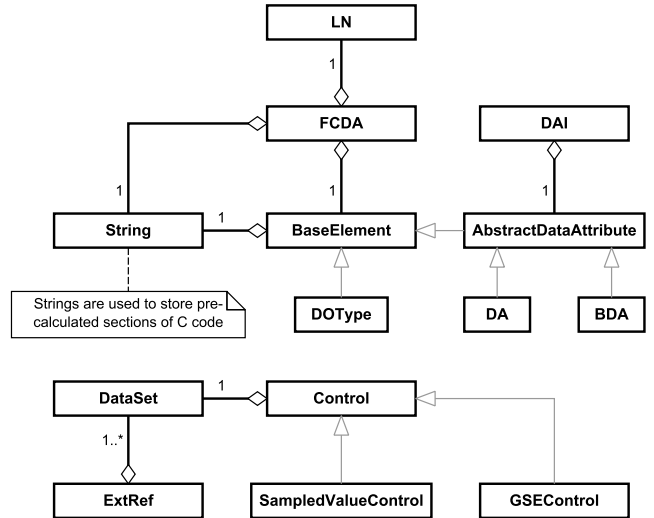 LN
1
FCDA
DAI
1
1
1
String
1
BaseElement
AbstractDataAttribute
Strings are used to store pre-
calculated sections of C code
DOType
DA
BDA
DataSet
1
Control
1..*
ExtRef
SampledValueControl
GSEControl